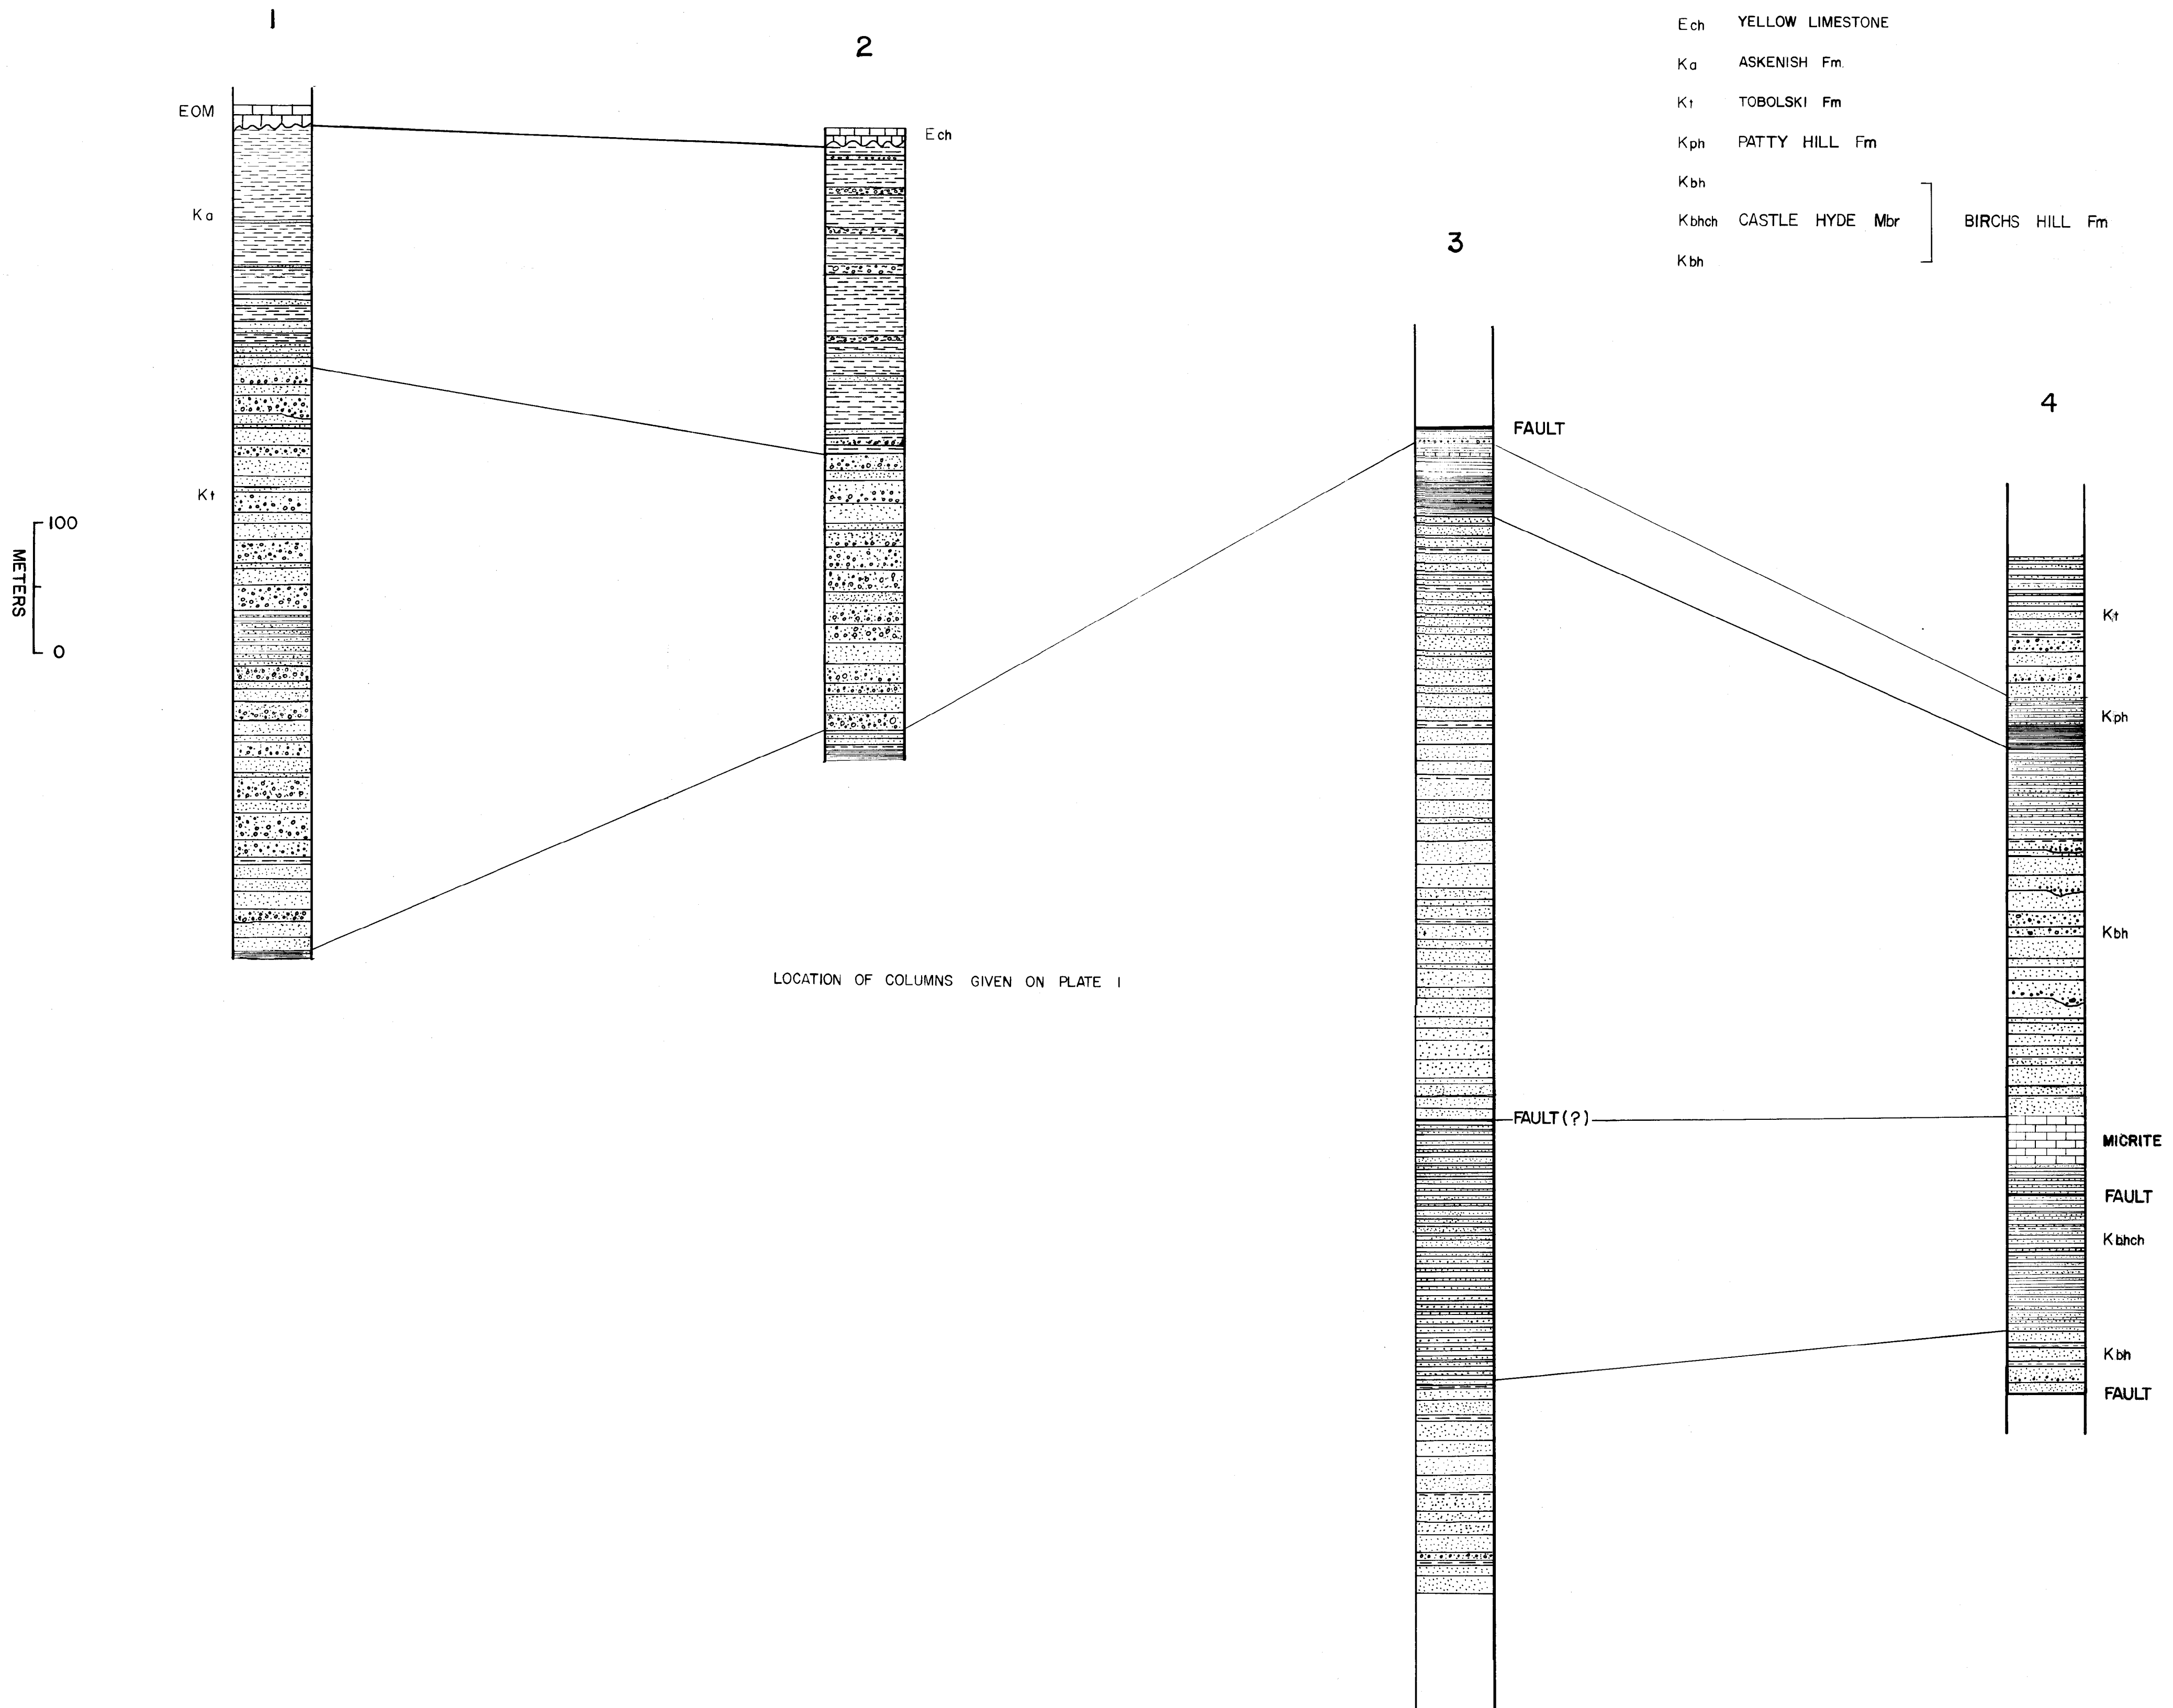 1
2
3
4
Ech YELLOW LIMESTONE
Ka ASKENISH Fm.
Kt TOBOLSKI Fm
Kph PATTY HILL Fm
Kbh
Kbhch CASTLE HYDE Mbr BIRCHS HILL Fm
Kbh
EOM
Ka
Kt
100
METERS
0
Ech
LOCATION OF COLUMNS GIVEN ON PLATE 1
FAULT
FAULT (?)
Kt
Kph
Kbh
MICRITE
FAULT
Kbhch
Kbh
FAULT